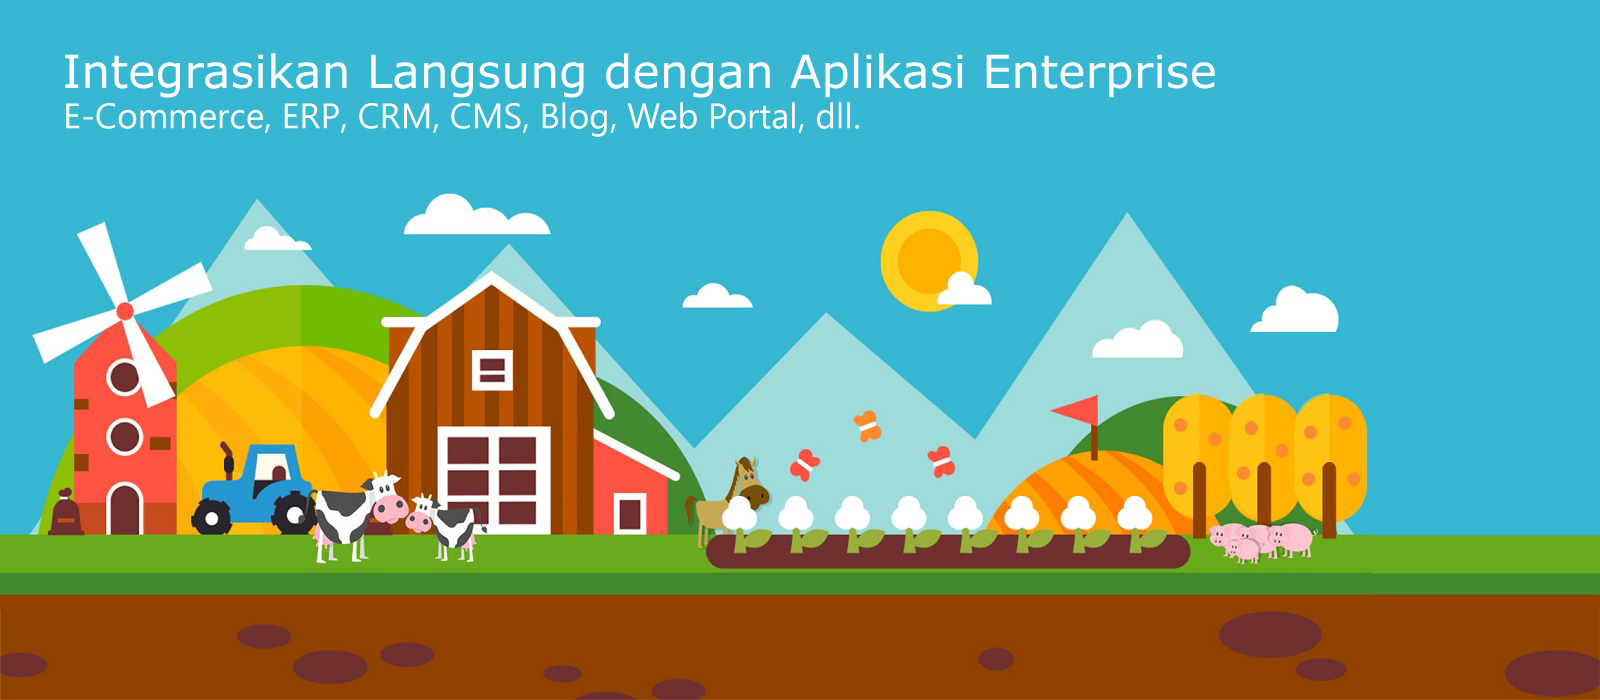 Integrasikan Langsung dengan Aplikasi Enterprise
E-Commerce, ERP, CRM, CMS, Blog, Web Portal, dll.